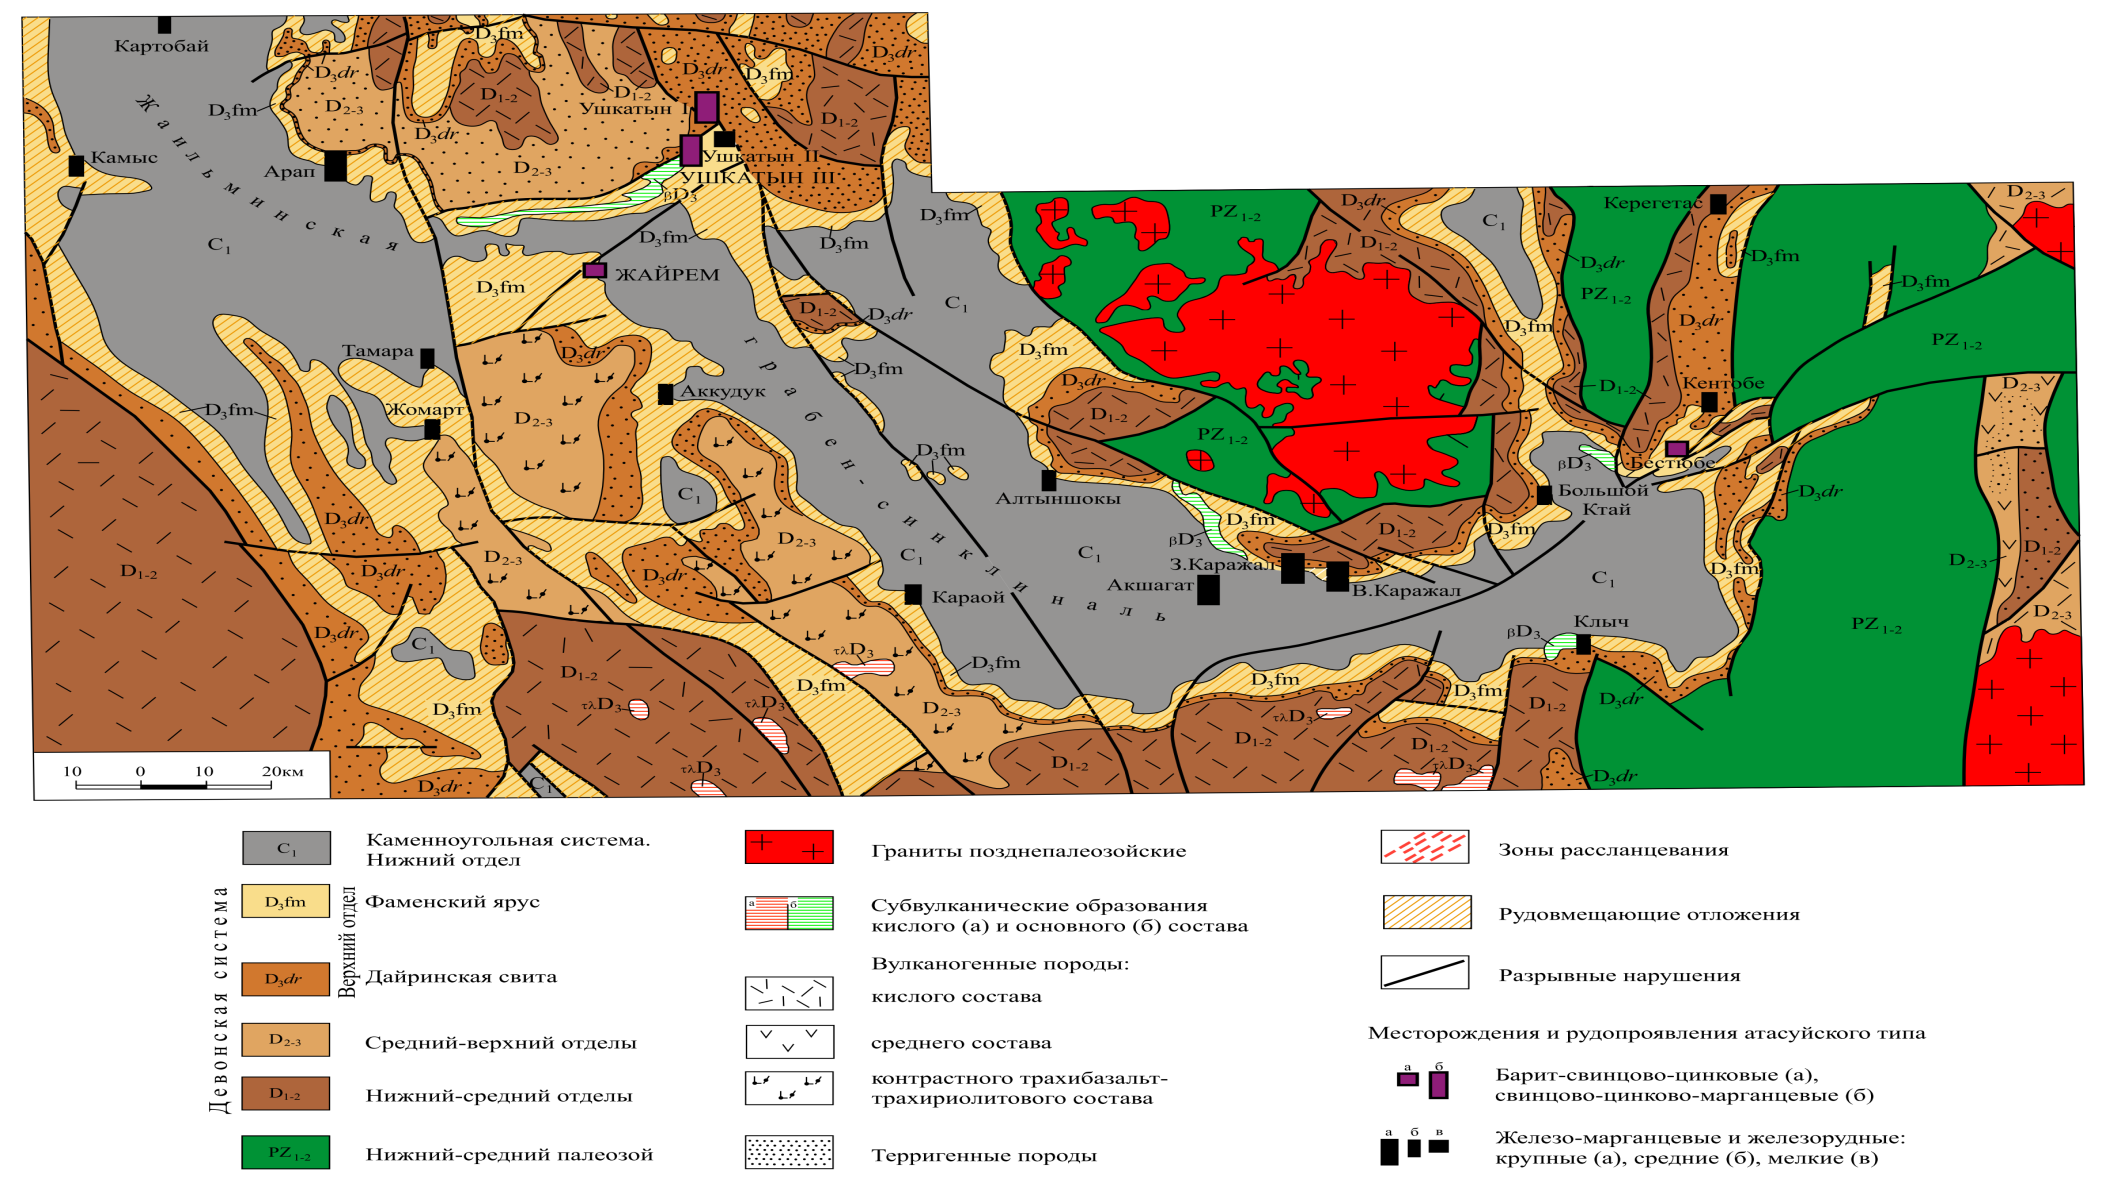 Картобай
D₃fm
D₃dr
D₃dr
D₃dr
D₃fm
D₁₋₂
D₁₋₂
D₃fm
D₂₋₃
Ушкатын I
D₁₋₂
D₃dr
Камыс
Арап
D₂₋₃
Ушкатын II
УШКАТЫН III
βD₃
Жаильминская
C₁
D₃fm
D₃fm
D₃fm
PZ₁₋₂
D₃dr
D₁₋₂
C₁
Керегетас
D₂₋₃
D₃fm
ЖАЙРЕМ
D₃dr
PZ₁₋₂
D₃fm
D₃fm
D₁₋₂
D₃dr
C₁
D₃fm
D₃dr
PZ₁₋₂
Тамара
D₃dr
грабен-синклиналь
D₃fm
D₃fm
D₃dr
D₁₋₂
Кентобе
D₂₋₃
Аккудук
D₃fm
Жомарт
D₂₋₃
D₁₋₂
PZ₁₋₂
D₃fm
βD₃
Бестюбе
C₁
Алтыншокы
Большой
Ктай
D₃dr
D₃dr
D₃fm
D₁₋₂
D₃fm
D₂₋₃
βD₃
D₁₋₂
D₂₋₃
C₁
C₁
З.Каражал
D₁₋₂
D₃dr
D₃dr
Акшагат
В.Каражал
C₁
D₃fm
D₂₋₃
Караой
D₂₋₃
D₃dr
C₁
τλD₃
βD₃
Клыч
PZ₁₋₂
D₁₋₂
D₃fm
D₃fm
D₃fm
D₃fm
D₃fm
τλD₃
τλD₃
D₂₋₃
τλD₃
D₁₋₂
D₃dr
D₁₋₂
D₁₋₂
D₁₋₂
τλD₃
τλD₃
D₃dr
D₃dr
C₁
10 0 10 20км
Девонская система
Верхний отдел
C₁
Каменноугольная система.
Нижний отдел
D₃fm
Фаменский ярус
D₃dr
Дайринская свита
D₂₋₃
Средний-верхний отделы
D₁₋₂
Нижний-средний отделы
PZ₁₋₂
Нижний-средний палеозой
Граниты позднепалеозойские
а б
Субвулканические образования
кислого (а) и основного (б) состава
Вулканогенные породы:
кислого состава
среднего состава
контрастного трахибазальт-
трахириолитового состава
Терригенные породы
Зоны рассланцевания
Рудовмещающие отложения
Разрывные нарушения
Месторождения и рудопроявления атасуйского типа
а б
Барит-свинцово-цинковые (а),
свинцово-цинково-марганцевые (б)
а б в
Железо-марганцевые и железорудные:
крупные (а), средние (б), мелкие (в)